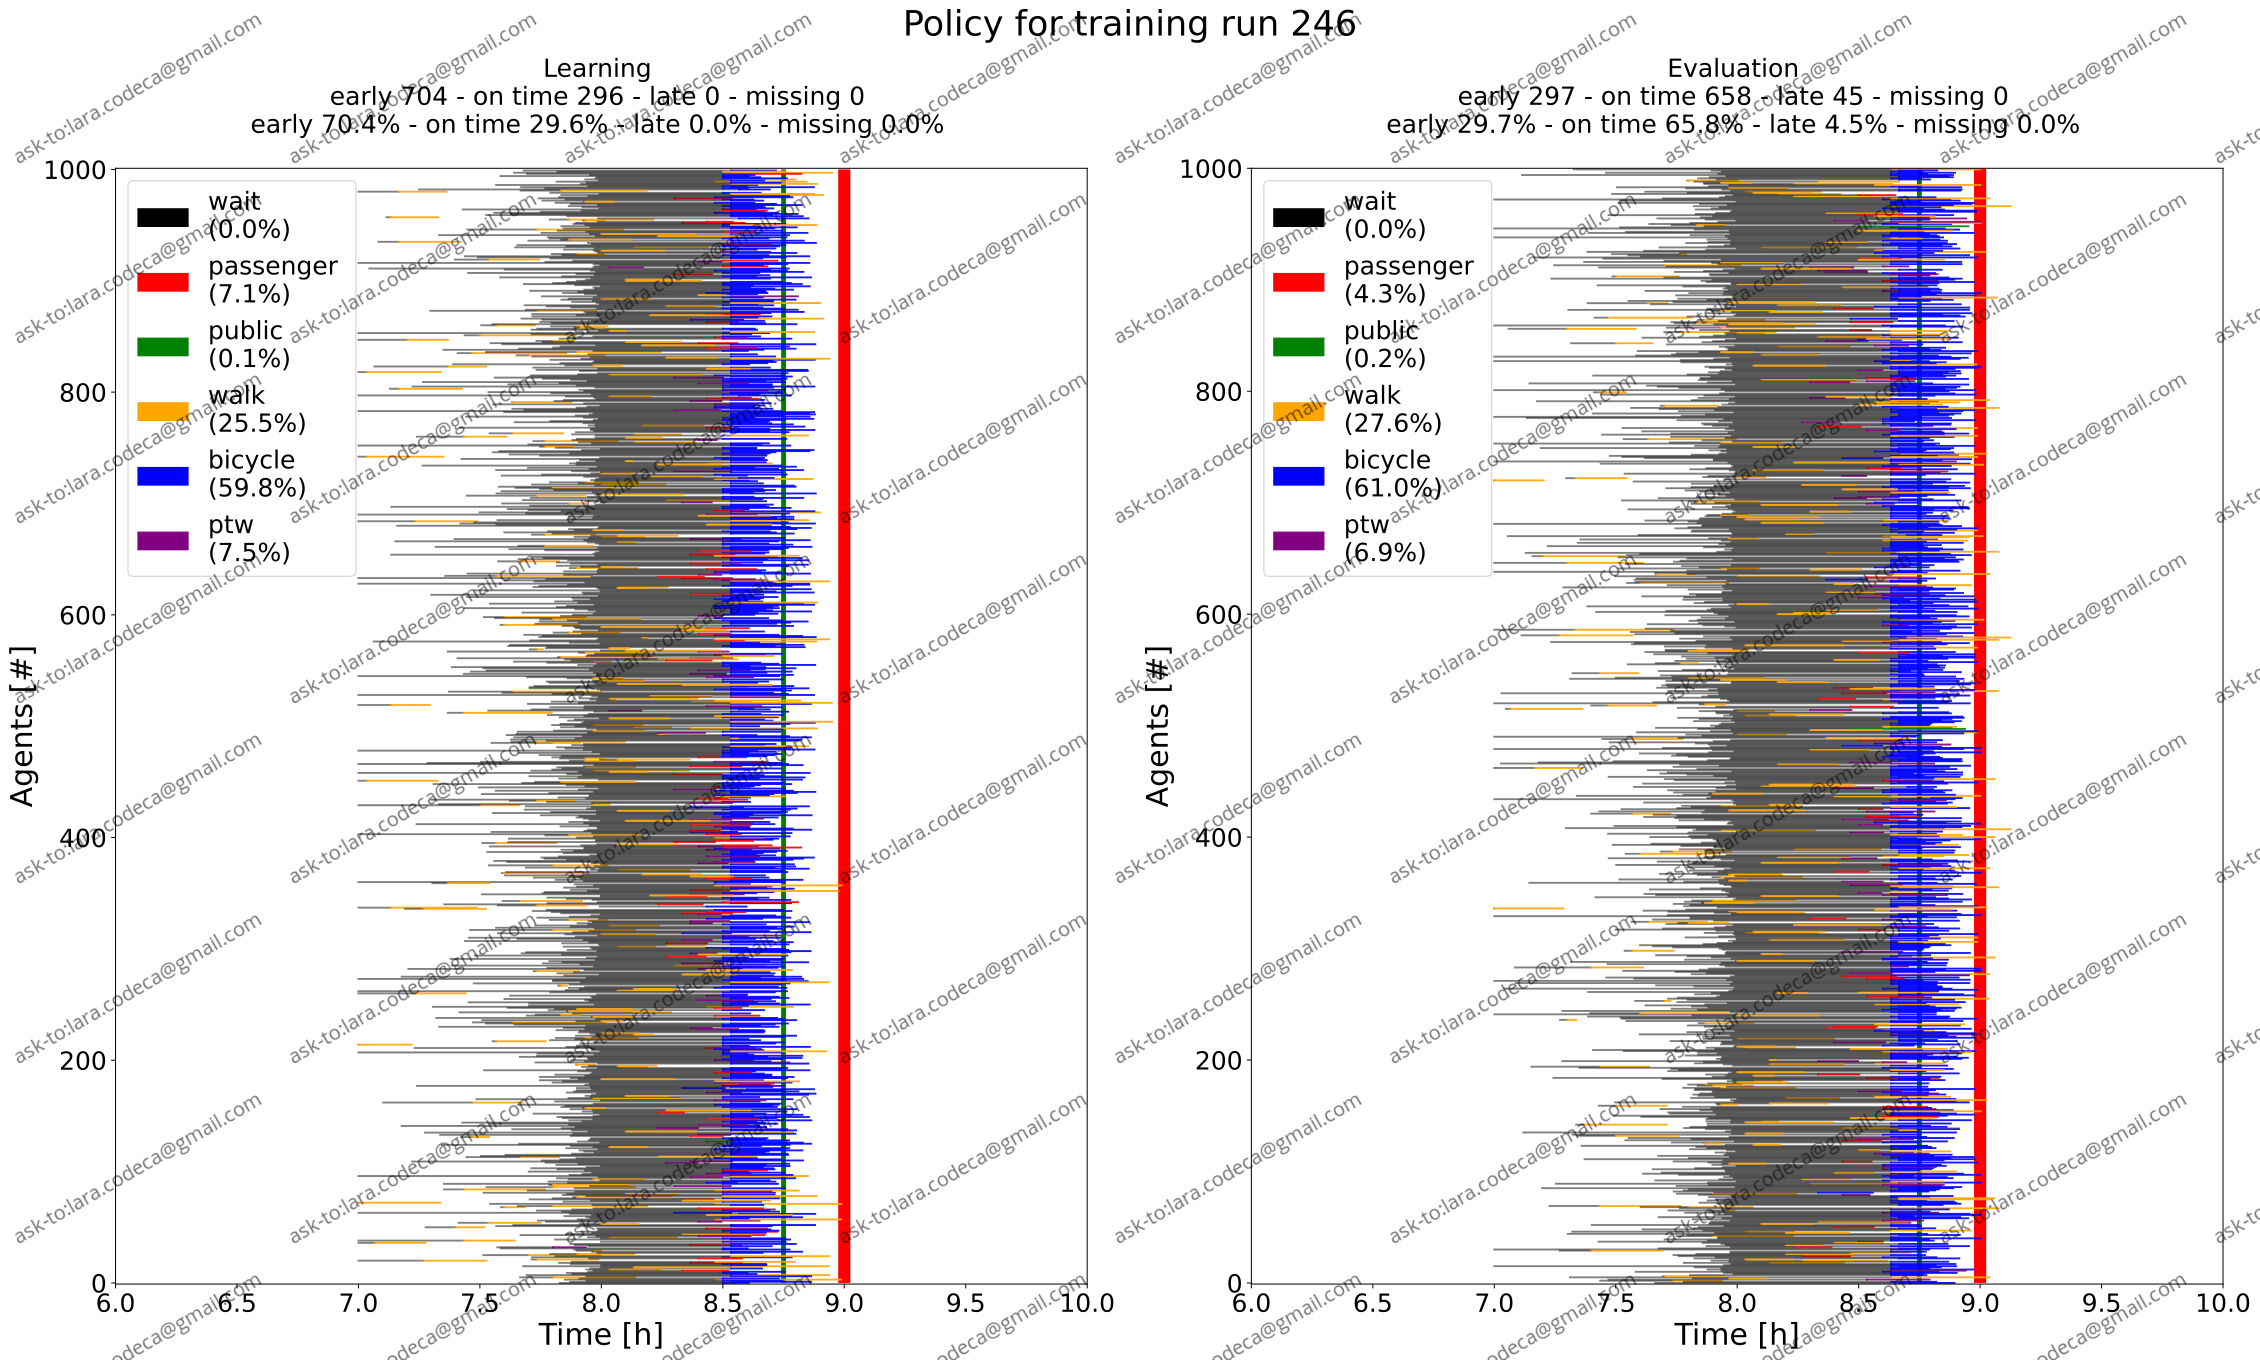 Policy for training run 246
Learning
early 704 - on time 296 - late 0 - missing 0
early 70.4% - on time 29.6% - late 0.0% - missing 0.0%
1000
800
600
400
200
0
Agents [#]
wait
(0.0%)
passenger
(7.1%)
public
(0.1%)
walk
(25.5%)
bicycle
(59.8%)
ptw
(7.5%)
6.0 6.5 7.0 7.5 8.0 8.5 9.0 9.5 10.0
Time [h]
Evaluation
early 297 - on time 658 - late 45 - missing 0
early 29.7% - on time 65.8% - late 4.5% - missing 0.0%
1000
800
600
400
200
0
Agents [#]
wait
(0.0%)
passenger
(4.3%)
public
(0.2%)
walk
(27.6%)
bicycle
(61.0%)
ptw
(6.9%)
6.0 6.5 7.0 7.5 8.0 8.5 9.0 9.5 10.0
Time [h]
ask-to:lara.codeca@gmail.com